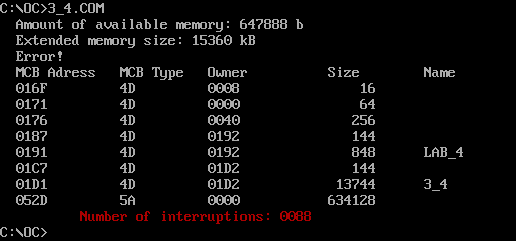 C:\OC>3_4.COM
Amount of available memory: 647888 b
Extended memory size: 15360 kB
Error!
MCB Adress MCB Type Owner Size Name
016F 4D 0008 16
0171 4D 0000 64
0176 4D 0040 256
0187 4D 0192 144
0191 4D 0192 848 LAB_4
01C7 4D 01D2 144
01D1 4D 01D2 13744 3_4
052D 5A 0000 634128
Number of interruptions: 0088
C:\OC>